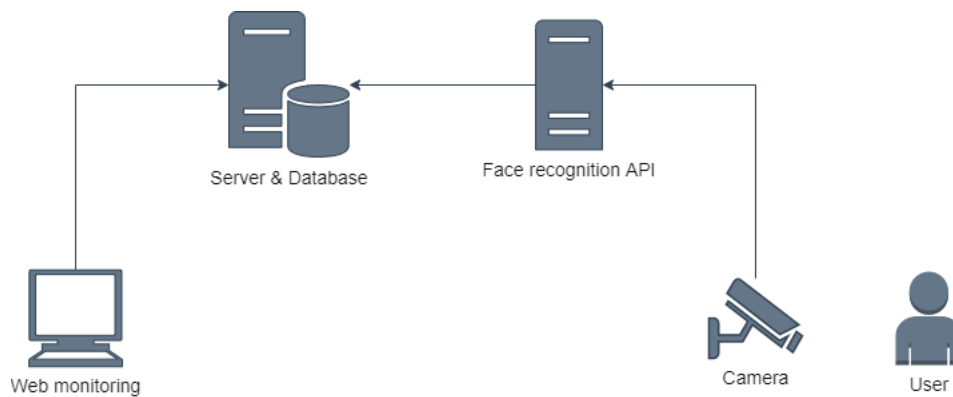 Server & Database
Face recognition API
Web monitoring
Camera
User